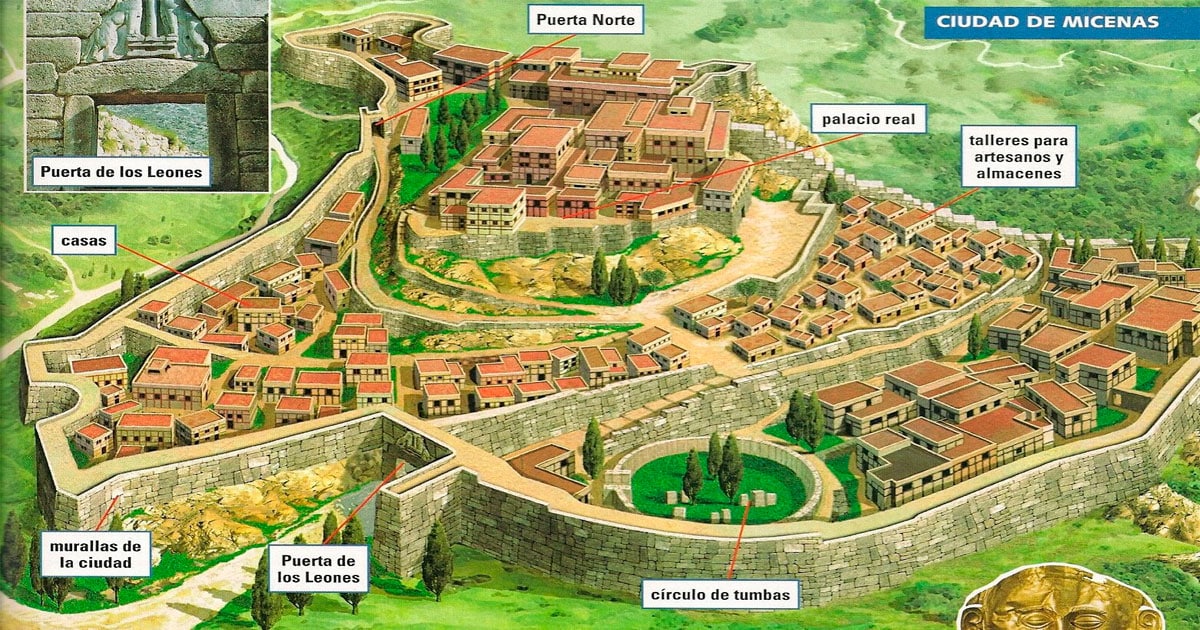 CIUDAD DE MICENAS
Puerta Norte
palacio real
talleres para
artesanos y
almacenes
Puerta de los Leones
casas
murallas de
la ciudad
Puerta de
los Leones
círculo de tumbas